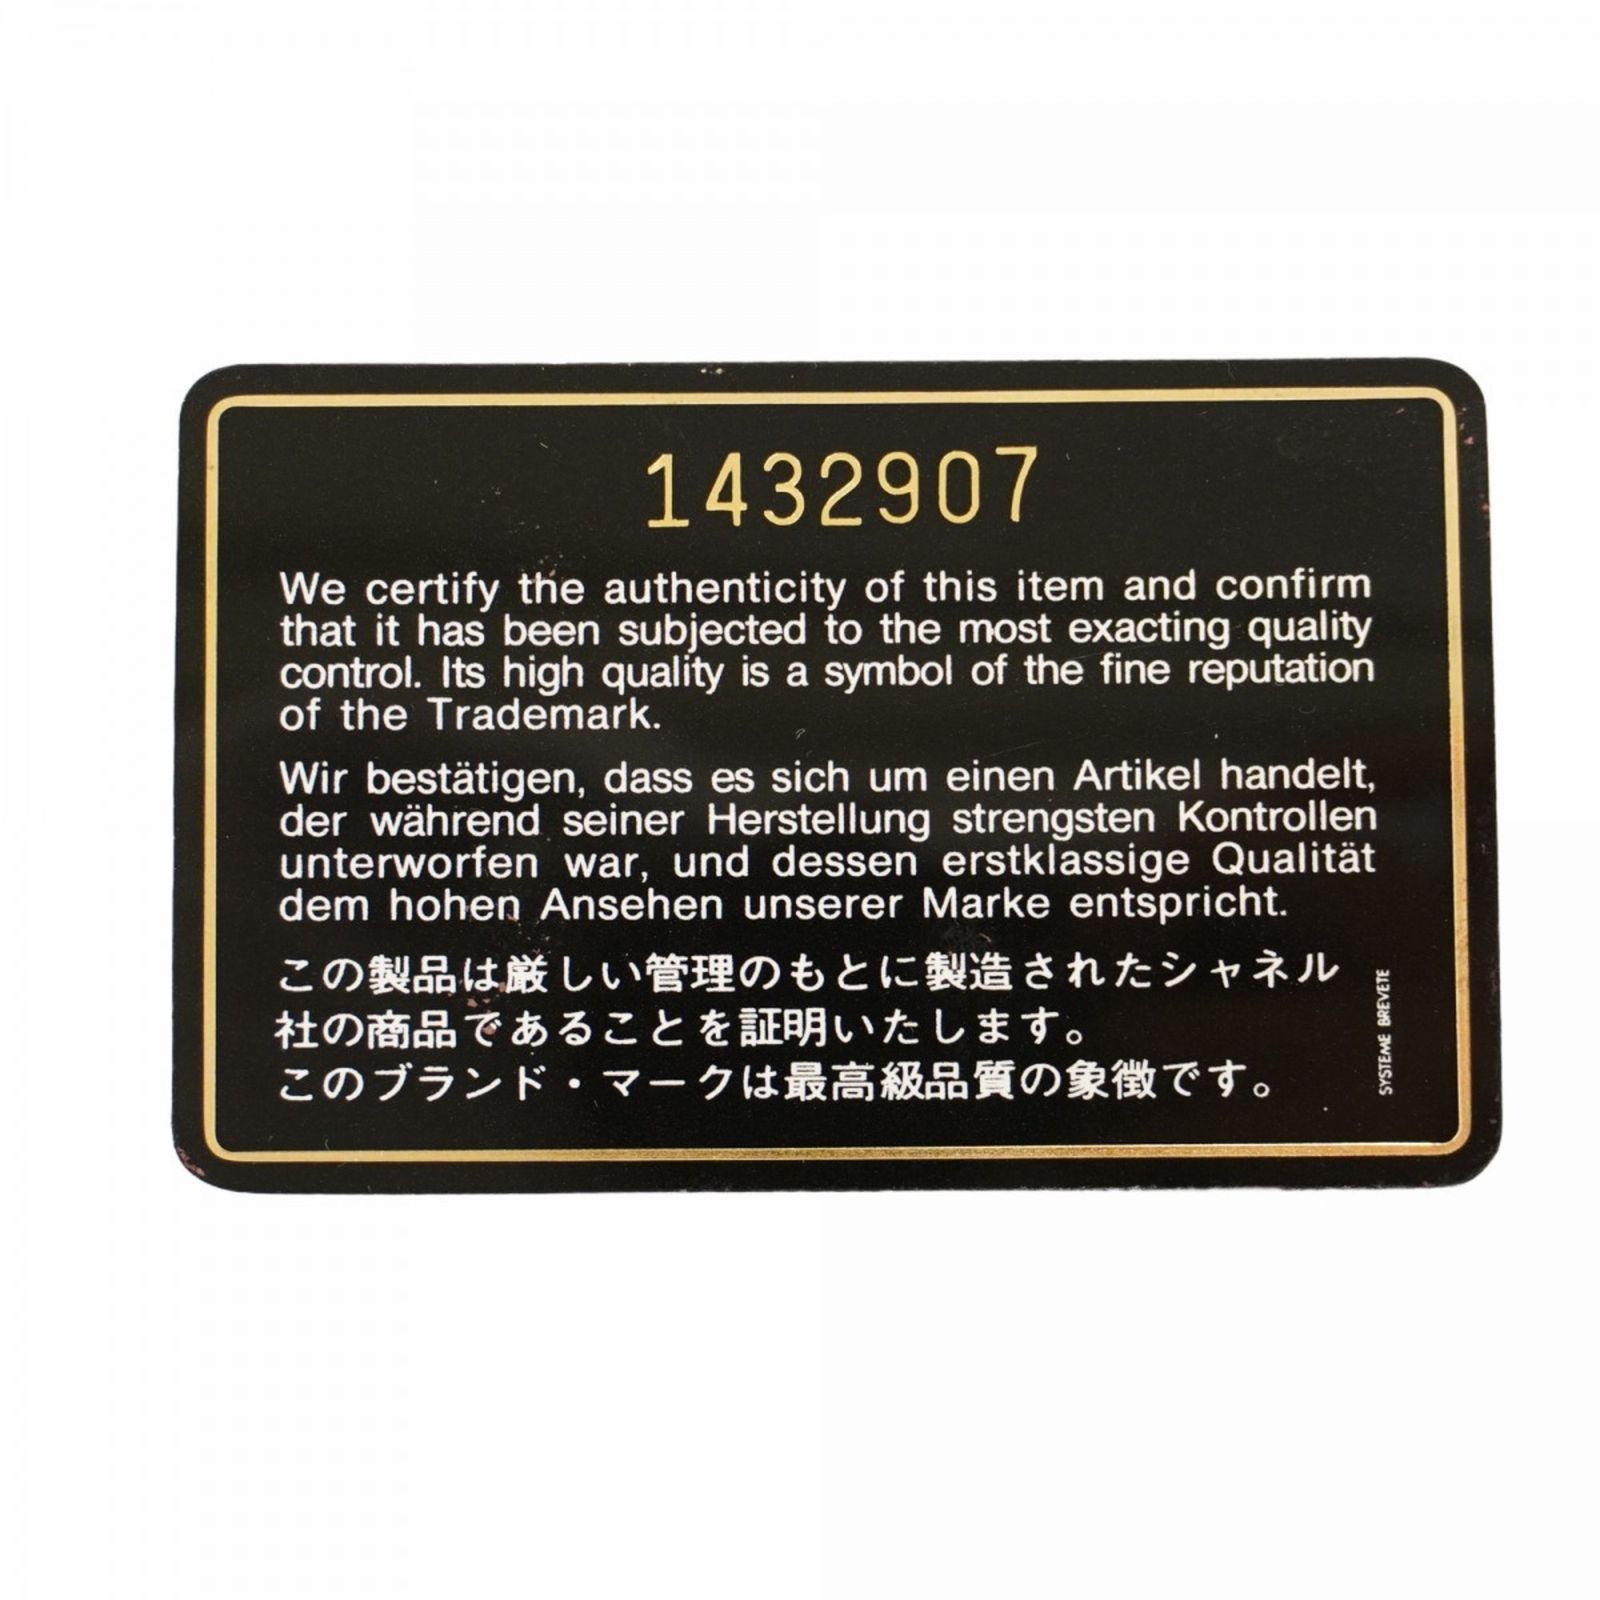 1432907
We certify the authenticity of this item and confirm
that it has been subjected to the most exacting quality
control. Its high quality is a symbol of the fine reputation
of the Trademark.
Wir bestätigen, dass es sich um einen Artikel handelt,
der während seiner Herstellung strengsten Kontrollen
unterworfen war, und dessen erstklassige Qualität
dem hohen Ansehen unserer Marke entspricht.
この製品は厳しい管理のもとに製造されたシャネル
社の商品であることを証明いたします。
このブランド・マークは最高級品質の象徴です。
SYSTEME BREVETE